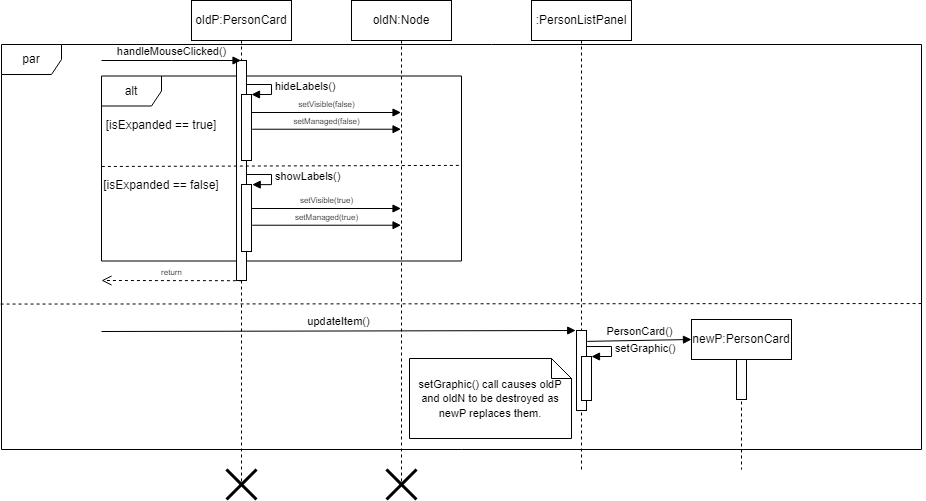 oldP:PersonCard
oldN:Node
:PersonListPanel
par
handleMouseClicked()
alt
hideLabels()
setVisible(false)
[isExpanded == true]
setManaged(false)
showLabels()
[isExpanded == false]
setVisible(true)
setManaged(true)
return
updateItem()
PersonCard()
newP:PersonCard
setGraphic()
setGraphic() call causes oldP
and oldN to be destroyed as
newP replaces them.